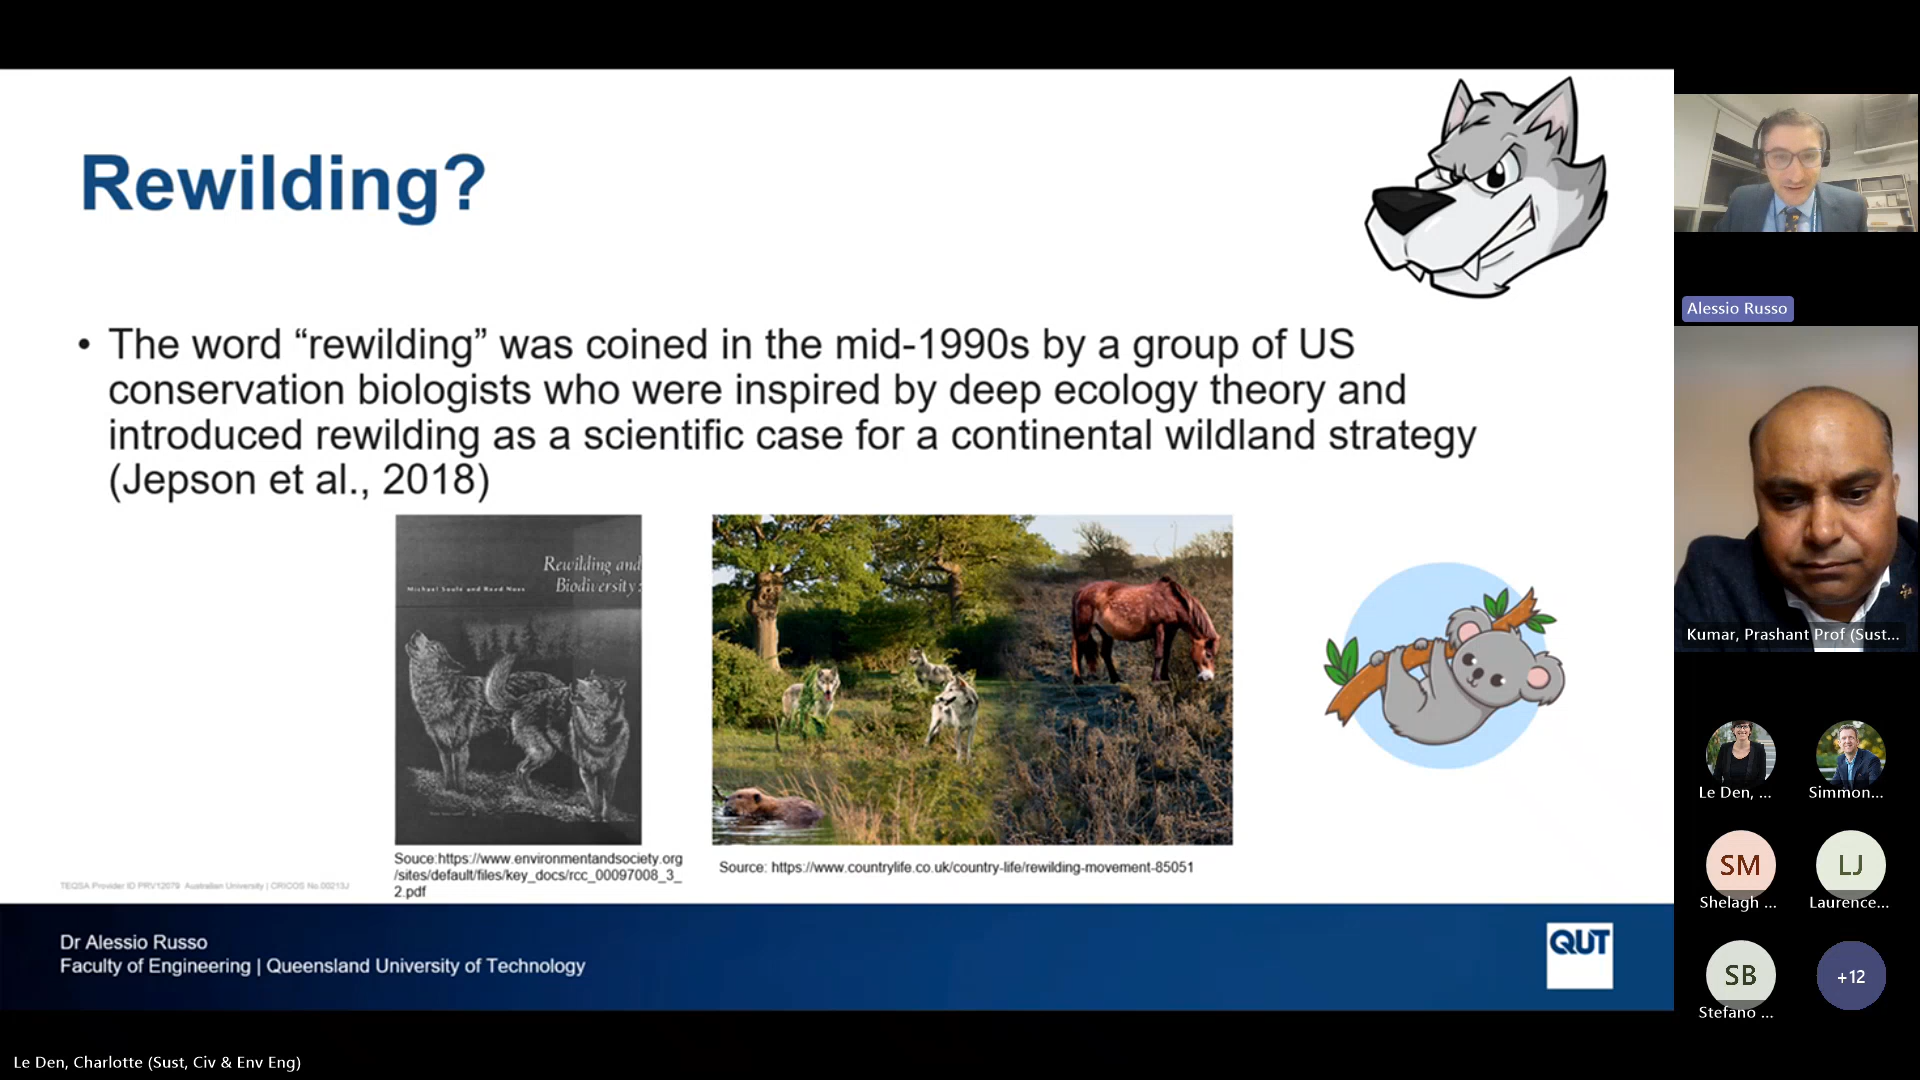 Rewilding?
• The word “rewilding” was coined in the mid-1990s by a group of US
conservation biologists who were inspired by deep ecology theory and
introduced rewilding as a scientific case for a continental wildland strategy
(Jepson et al., 2018)
Rewilding and
Biodiversity:
Michael Soulé and Reed Noss
Souce:https://www.environmentandsociety.org
/sites/default/files/key_docs/rcc_00097008_3_
2.pdf
Source: https://www.countrylife.co.uk/country-life/rewilding-movement-85051
TEQSA Provider ID PRV12079 Australian University | CRICOS No.00213J
Dr Alessio Russo
Faculty of Engineering | Queensland University of Technology
QUT
Alessio Russo
Kumar, Prashant Prof (Sust...
Le Den, ...
Simmon...
SM
Shelagh ...
LJ
Laurence...
SB
Stefano ...
+12
Le Den, Charlotte (Sust, Civ & Env Eng)